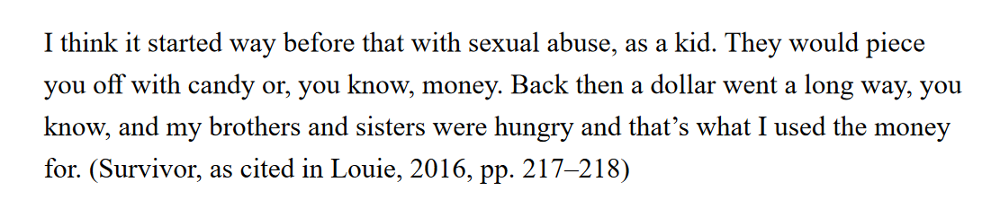 I think it started way before that with sexual abuse, as a kid. They would piece
you off with candy or, you know, money. Back then a dollar went a long way, you
know, and my brothers and sisters were hungry and that’s what I used the money
for. (Survivor, as cited in Louie, 2016, pp. 217–218)